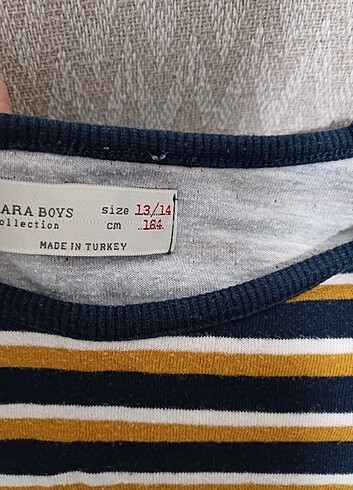 ARA BOYS size 13/14
ollection cm 164
MADE IN TURKEY